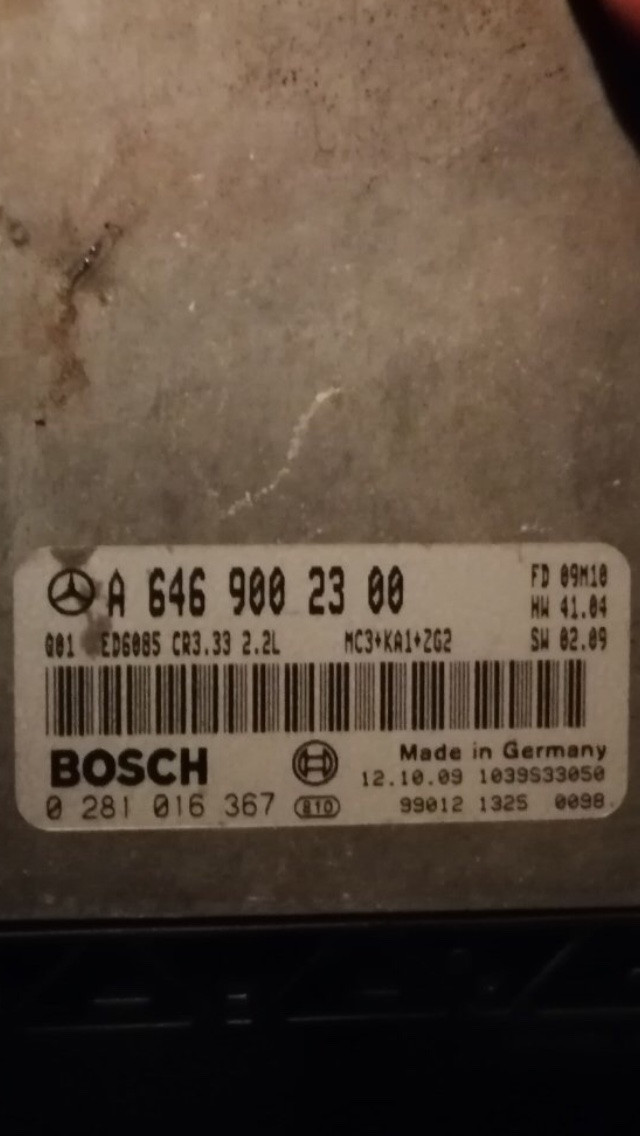 A 646 900 23 00
FD 09M10
HW 41.04
Q01 ED6085 CR3.33 2.2L MC3+KA1+ZG2 SW 02.09
BOSCH
Made in Germany
12.10.09 1039S33050
0 281 016 367 810 99012 1325 0098